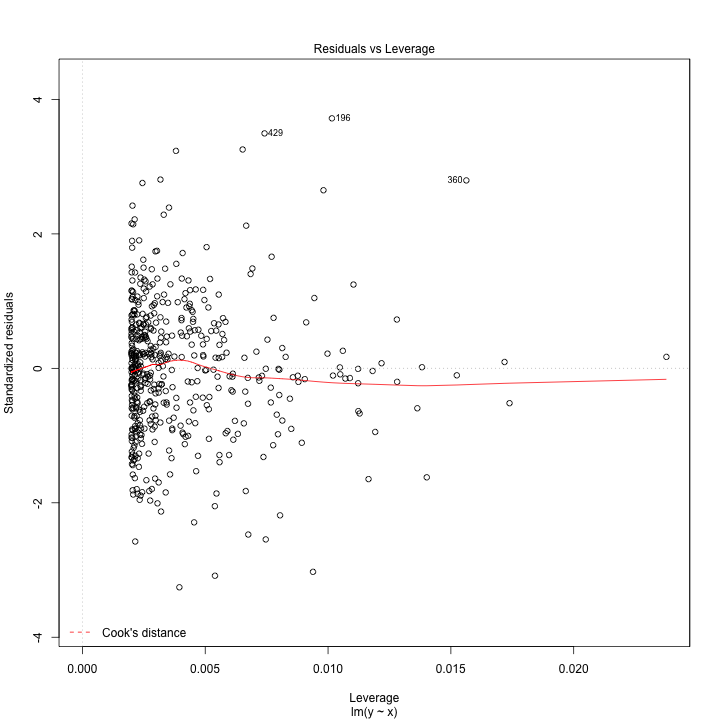 Residuals vs Leverage
Standardized residuals
4
2
0
-2
-4
196
429
360
Cook's distance
0.000 0.005 0.010 0.015 0.020
Leverage
lm(y ~ x)